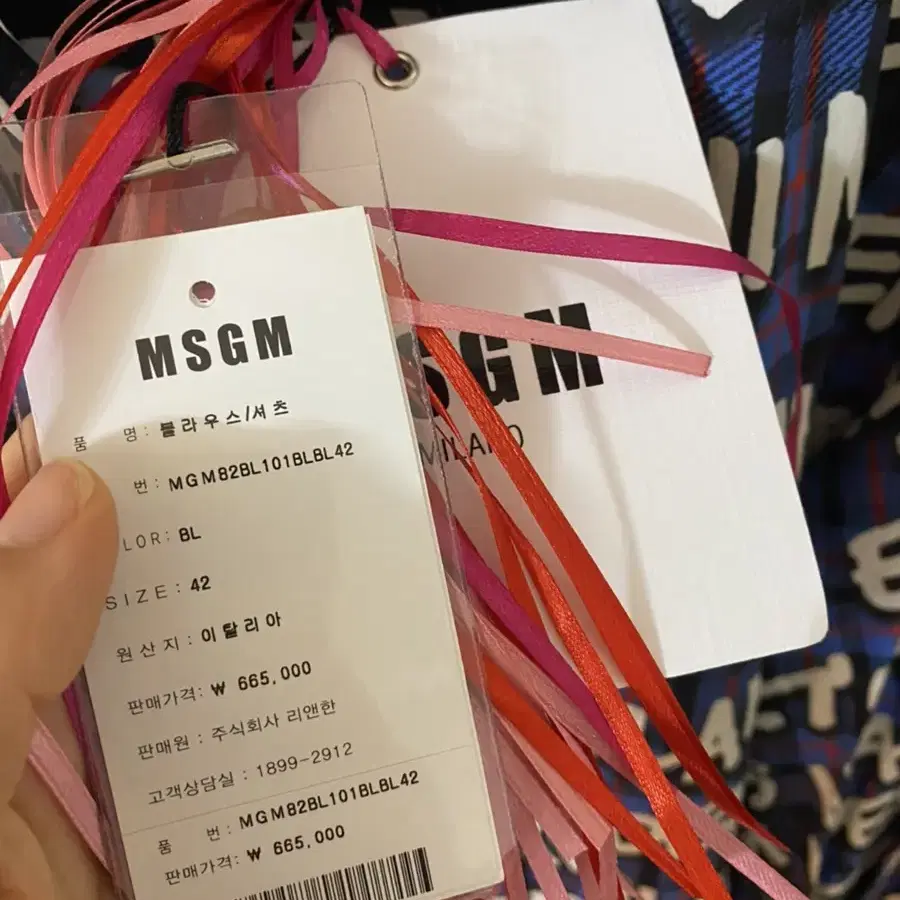 MSGM
품 명: 블라우스/셔츠
번: MGM82BL101BLBL42
LOR: BL
SIZE: 42
원산지: 이탈리아
판매가격: ₩ 665,000
판매원 : 주식회사 리앤한
고객상담실 : 1899-2912
품 번: MGM82BL101BLBL42
판매가격: ₩ 665,000
SGM
MILANO